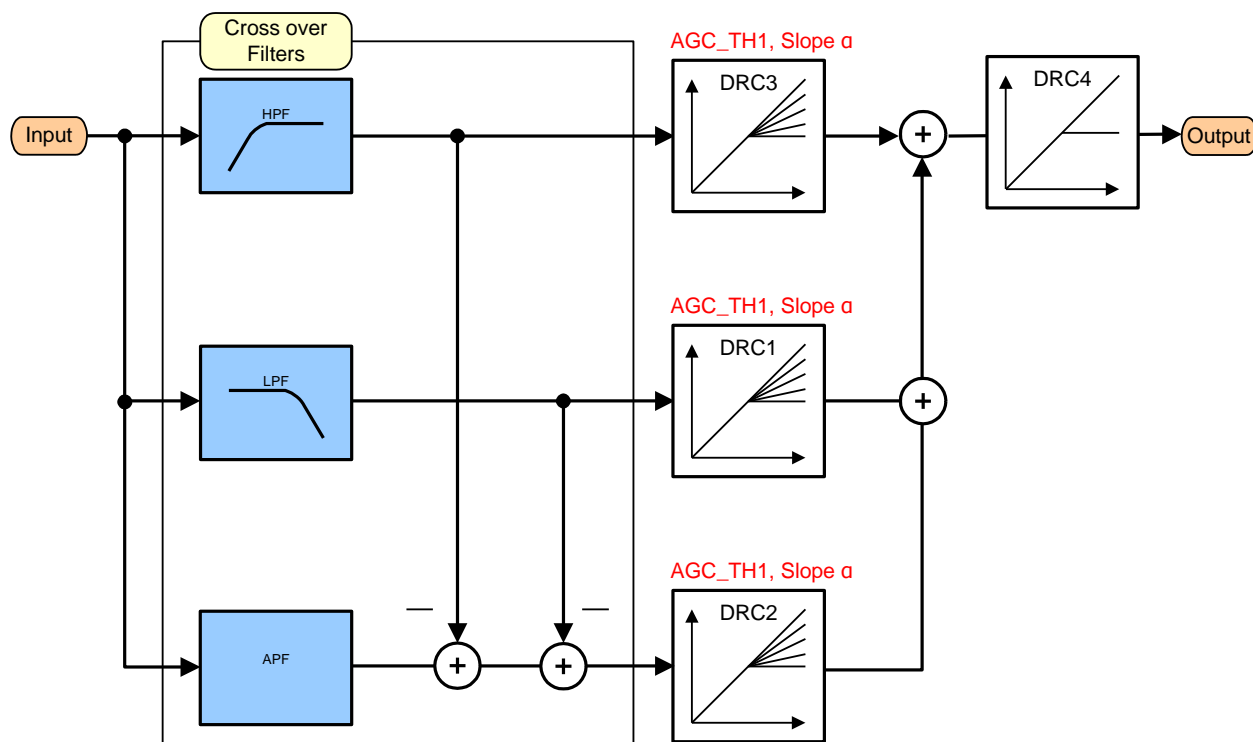 Cross over
Filters
AGC_TH1, Slope α
HPF
DRC3
DRC4
Input
+
Output
AGC_TH1, Slope α
LPF
DRC1
+
AGC_TH1, Slope α
DRC2
—
—
APF
+
+